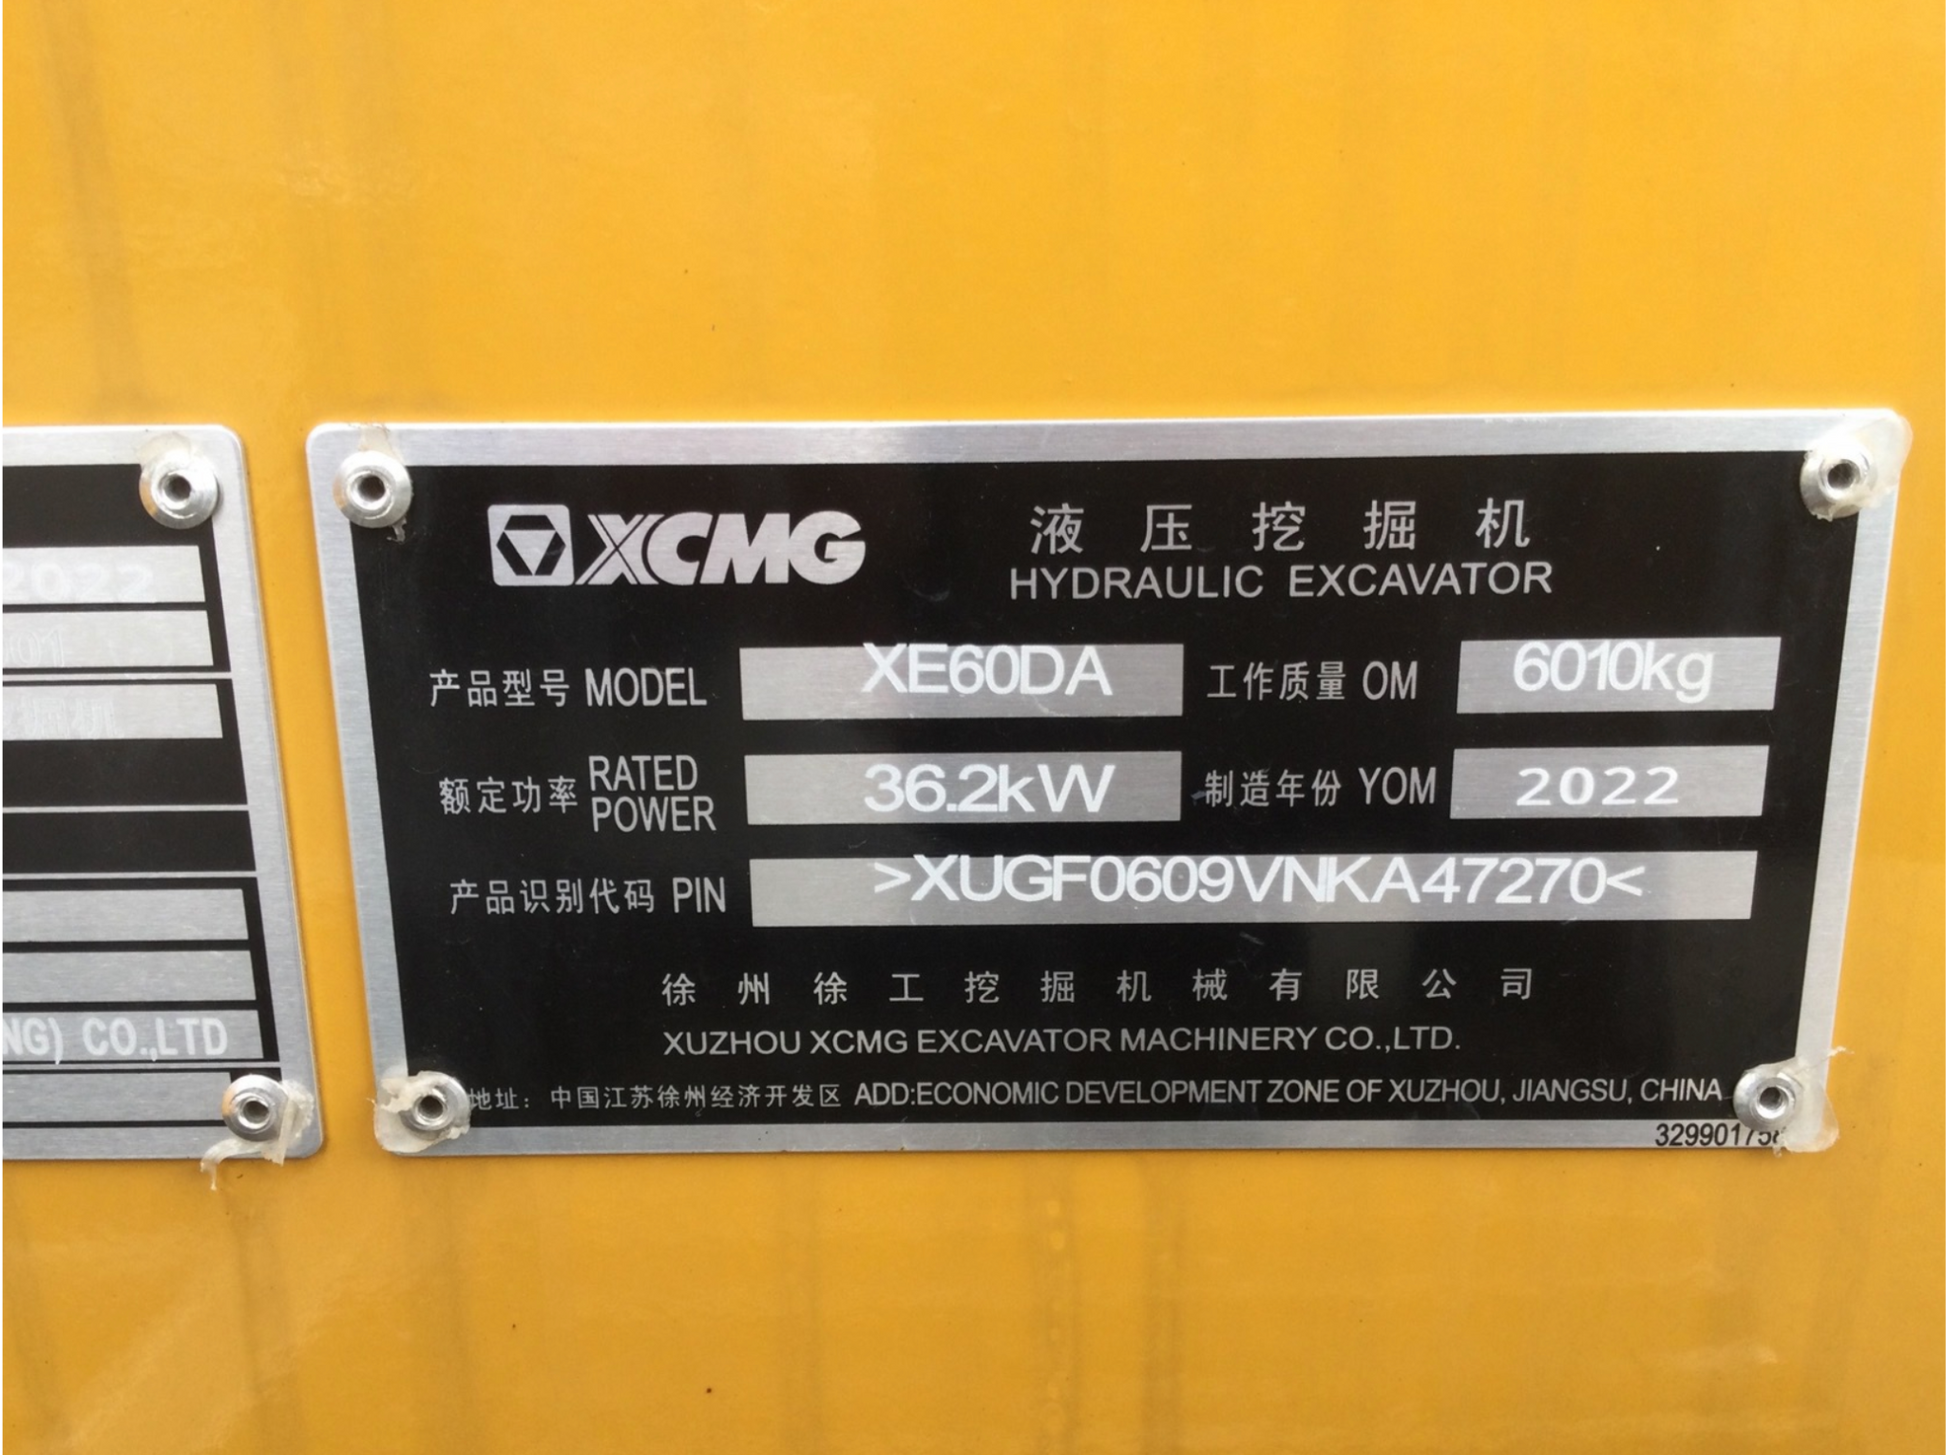 2022
NG) CO.,LTD
XCMG
液压挖掘机
HYDRAULIC EXCAVATOR
产品型号 MODEL XE60DA 工作质量 OM 6010kg
额定功率 RATED POWER 36.2kW 制造年份 YOM 2022
产品识别代码 PIN >XUGF0609VNKA47270<
徐州徐工挖掘机械有限公司
XUZHOU XCMG EXCAVATOR MACHINERY CO.,LTD.
地址：中国江苏徐州经济开发区 ADD:ECONOMIC DEVELOPMENT ZONE OF XUZHOU, JIANGSU, CHINA